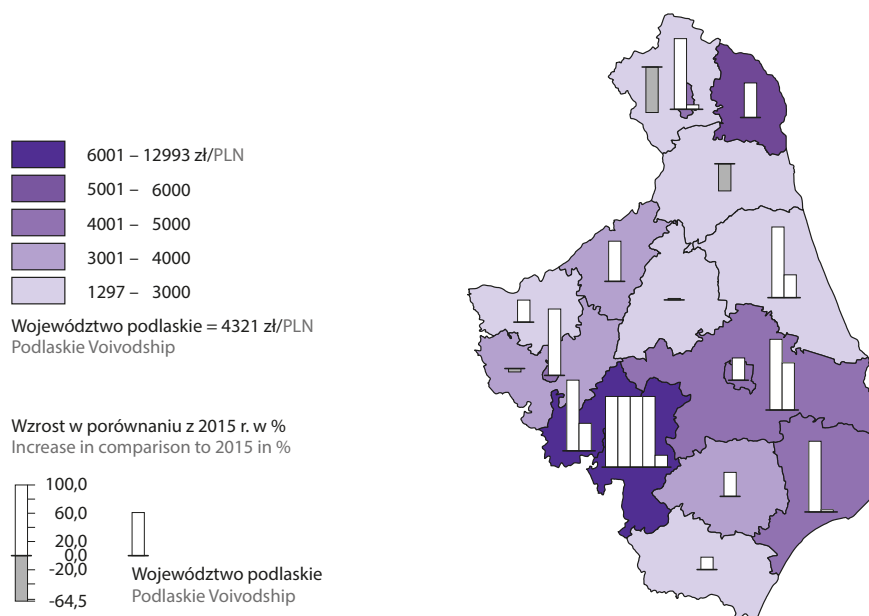 6001 – 12993 zł/PLN
5001 – 6000
4001 – 5000
3001 – 4000
1297 – 3000
Województwo podlaskie = 4321 zł/PLN
Podlaskie Voivodship
Wzrost w porównaniu z 2015 r. w %
Increase in comparison to 2015 in %
100,0
60,0
20,0
0,0
-20,0
-64,5
Województwo podlaskie
Podlaskie Voivodship